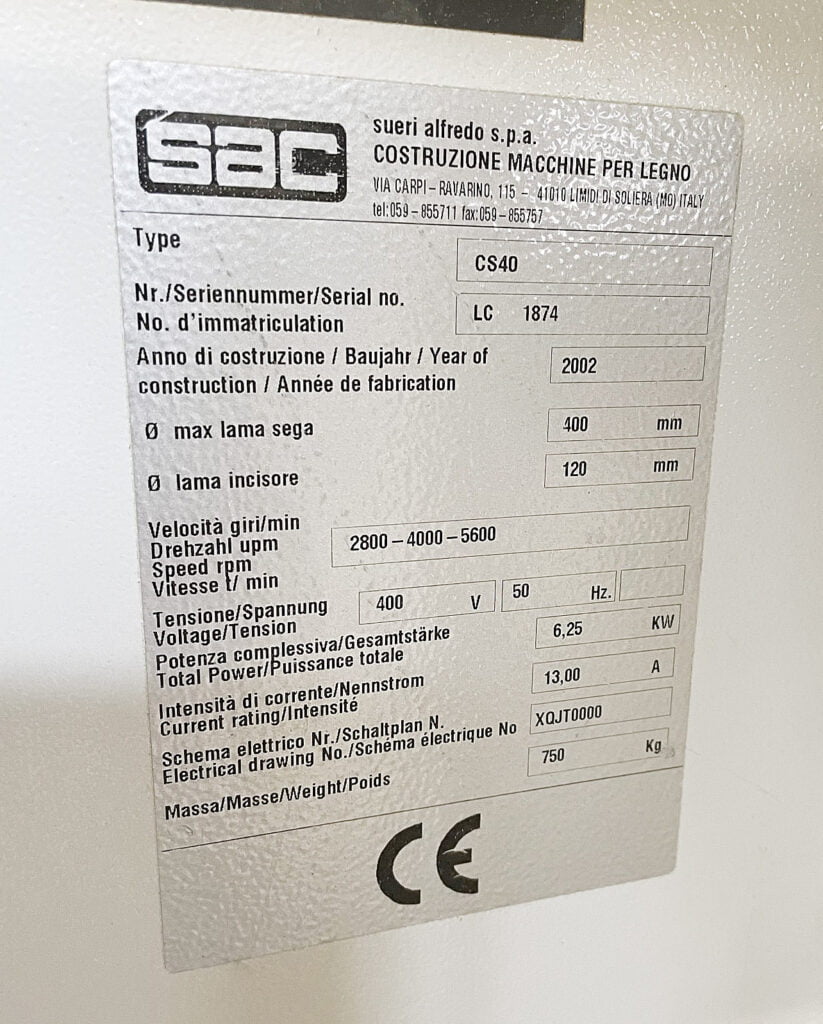 sac
sueri alfredo s.p.a.
COSTRUZIONE MACCHINE PER LEGNO
VIA CARPI - RAVARINO, 115 - 41010 LIMIDI DI SOLIERA (MO) ITALY
tel:059 - 855711 fax:059 - 855757
Type CS40
Nr./Seriennummer/Serial no.
No. d'immatriculation
LC 1874
Anno di costruzione / Baujahr / Year of
construction / Année de fabrication
2002
Ø max lama sega 400 mm
Ø lama incisore 120 mm
Velocità giri/min
Drehzahl upm
Speed rpm
Vitesse t/ min
2800 - 4000 - 5600
Tensione/Spannung
Voltage/Tension
400 V 50 Hz.
Potenza complessiva/Gesamtstärke
Total Power/Puissance totale
6,25 KW
Intensità di corrente/Nennstrom
Current rating/Intensité
13,00 A
Schema elettrico Nr./Schaltplan N.
Electrical drawing No./Schéma électrique No
XQJT0000
Massa/Masse/Weight/Poids 750 Kg
CE